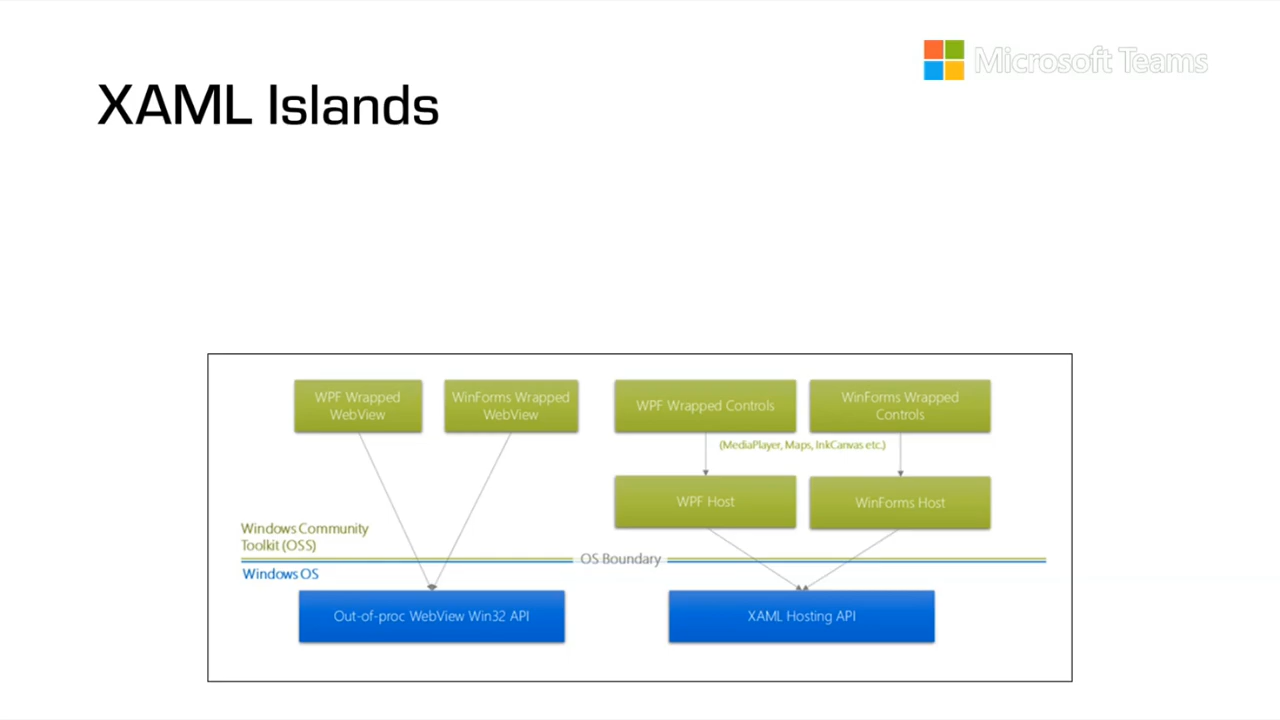 Microsoft Teams
XAML Islands
WPF Wrapped
WebView
WinForms Wrapped
WebView
WPF Wrapped Controls
WinForms Wrapped
Controls
(MediaPlayer, Maps, InkCanvas etc.)
WPF Host
WinForms Host
Windows Community
Toolkit (OSS)
OS Boundary
Windows OS
Out-of-proc WebView Win32 API
XAML Hosting API